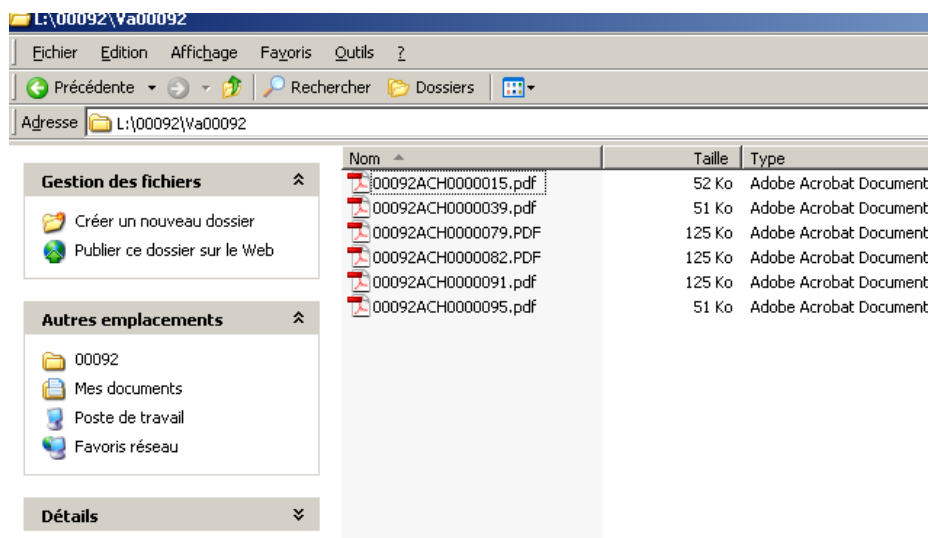 L:\00092\Va00092
Fichier Edition Affichage Favoris Outils ?
Précédente Rechercher Dossiers
Adresse L:\00092\Va00092
Gestion des fichiers
Créer un nouveau dossier
Publier ce dossier sur le Web
Autres emplacements
00092
Mes documents
Poste de travail
Favoris réseau
Détails
Nom Taille Type
00092ACH0000015.pdf 52 Ko Adobe Acrobat Document
00092ACH0000039.pdf 51 Ko Adobe Acrobat Document
00092ACH0000079.PDF 125 Ko Adobe Acrobat Document
00092ACH0000082.PDF 125 Ko Adobe Acrobat Document
00092ACH0000091.pdf 125 Ko Adobe Acrobat Document
00092ACH0000095.pdf 51 Ko Adobe Acrobat Document